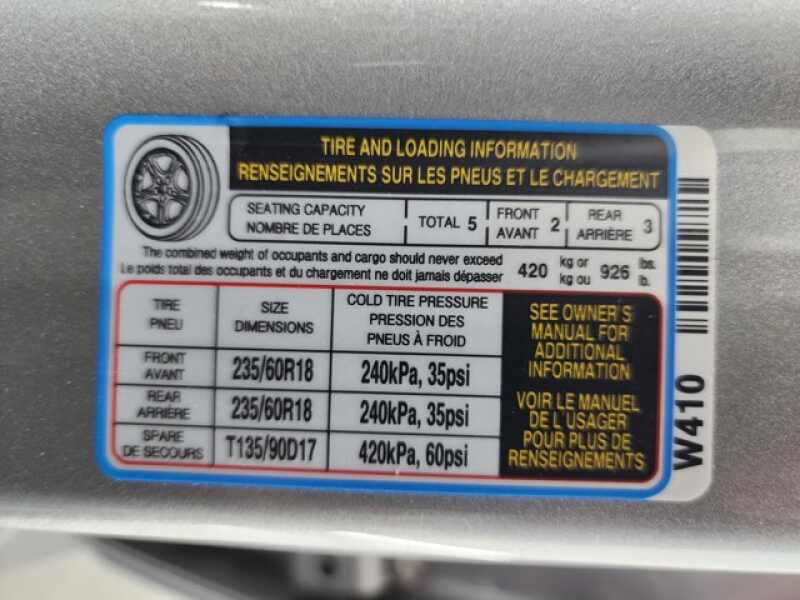 TIRE AND LOADING INFORMATION
RENSEIGNEMENTS SUR LES PNEUS ET LE CHARGEMENT
SEATING CAPACITY
NOMBRE DE PLACES
TOTAL 5
FRONT
AVANT 2
REAR
ARRIÈRE 3
The combined weight of occupants and cargo should never exceed
Le poids total des occupants et du chargement ne doit jamais dépasser
420 kg or
kg ou 926 lbs.
lb.
TIRE
PNEU
SIZE
DIMENSIONS
COLD TIRE PRESSURE
PRESSION DES
PNEUS À FROID
FRONT
AVANT
235/60R18
240kPa, 35psi
REAR
ARRIÈRE
235/60R18
240kPa, 35psi
SPARE
DE SECOURS
T135/90D17
420kPa, 60psi
SEE OWNER'S
MANUAL FOR
ADDITIONAL
INFORMATION
VOIR LE MANUEL
DE L'USAGER
POUR PLUS DE
RENSEIGNEMENTS
W410